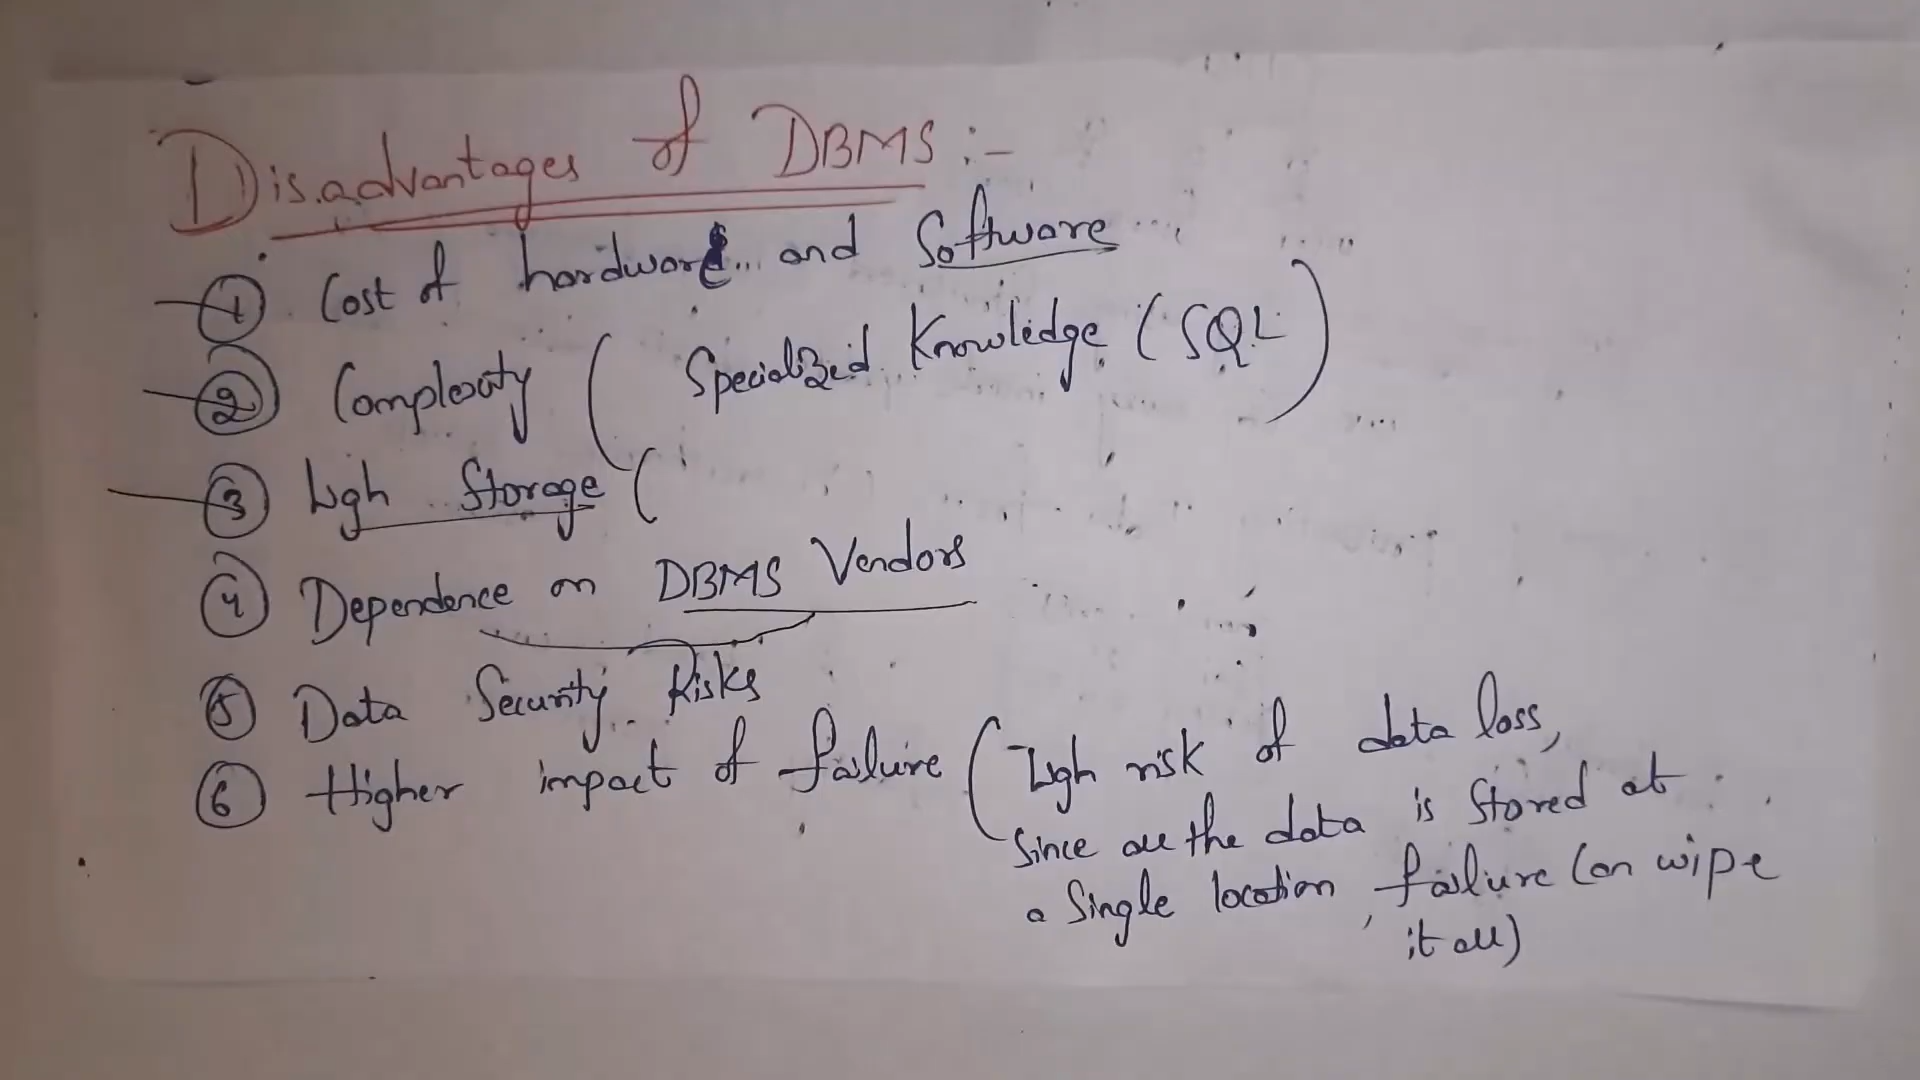 Disadvantages of DBMS :-
① Cost of hardware and Software
② Complexity ( Specialized Knowledge (SQL)
③ High Storage (
④ Dependence on DBMS Vendors
⑤ Data Security Risks
⑥ Higher impact of failure (High risk of data loss,
Since all the data is stored at
a Single location, failure can wipe
it all)